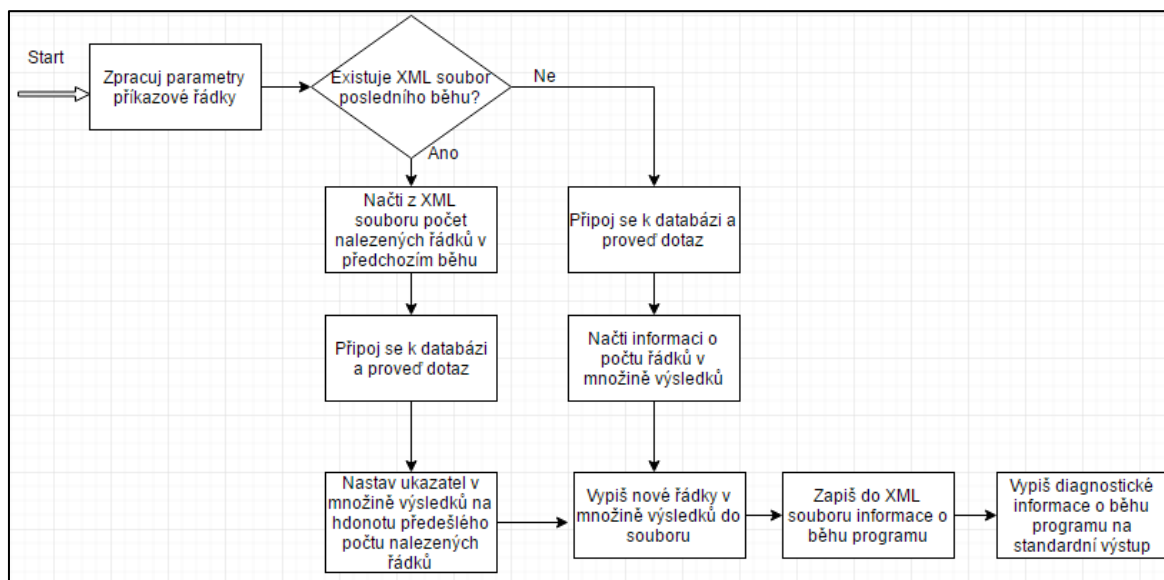 Start
Zpracuj parametry
příkazové řádky
Existuje XML soubor
posledního běhu?
Ne
Ano
Načti z XML
souboru počet
nalezených řádků v
předchozím běhu
Připoj se k databázi a
proveď dotaz
Připoj se k databázi
a proveď dotaz
Načti informaci o
počtu řádků v
množině výsledků
Nastav ukazatel v
množině výsledků na
hdonotu předešlého
počtu nalezených
řádků
Vypiš nové řádky v
množině výsledků do
souboru
Zapiš do XML
souboru informace o
běhu programu
Vypiš diagnostické
informace o běhu
programu na
standardní výstup